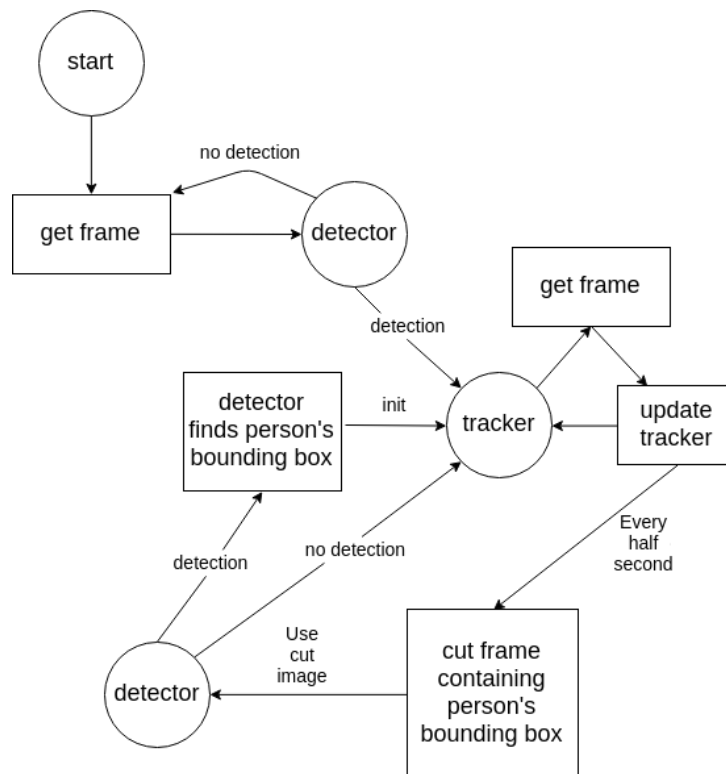 start
no detection
get frame
detector
get frame
detection
detector
finds person's
bounding box
init
tracker
update
tracker
Every
half
second
no detection
detection
Use
cut
image
cut frame
containing
person's
bounding box
detector